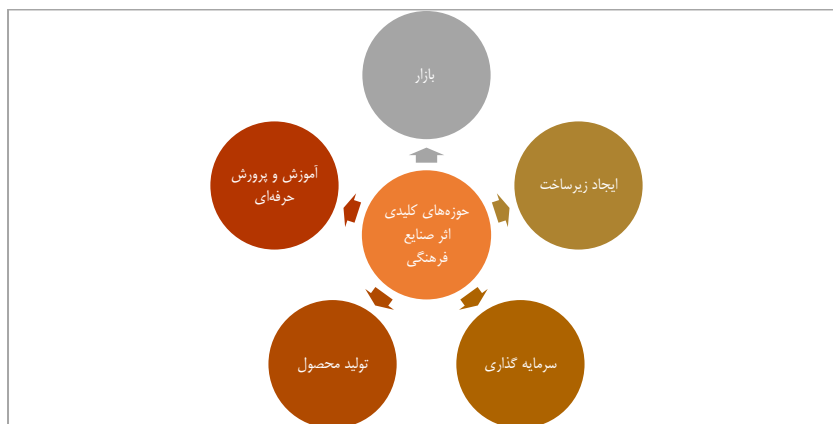 بازار
ایجاد زیرساخت
سرمایه گذاری
تولید محصول
آموزش و پرورش
حرفه‌ای
حوزه‌های کلیدی
اثر صنایع
فرهنگی